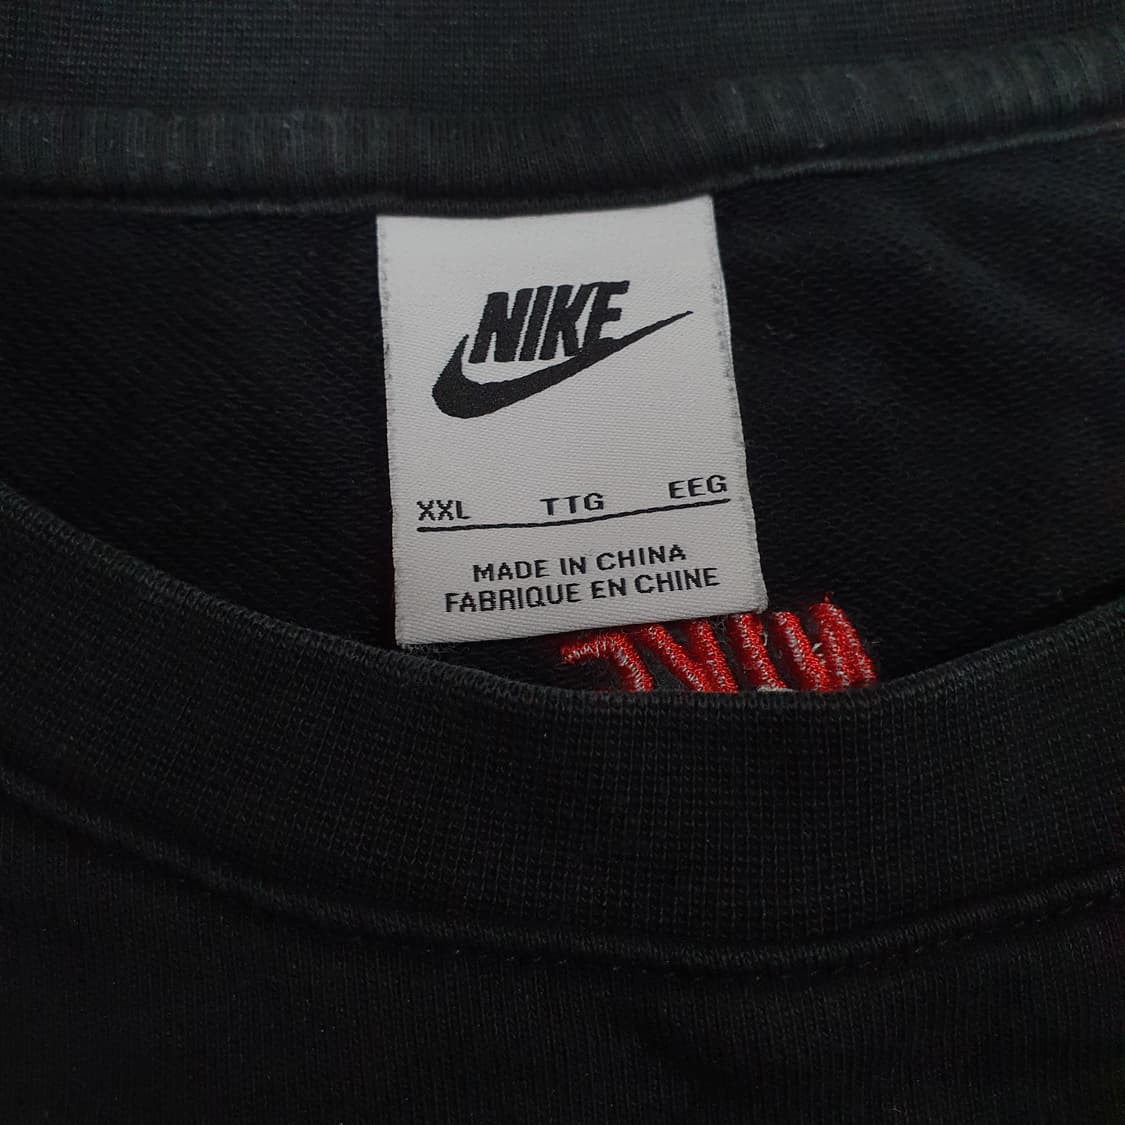 NIKE
XXL TTG EEG
MADE IN CHINA
FABRIQUE EN CHINE